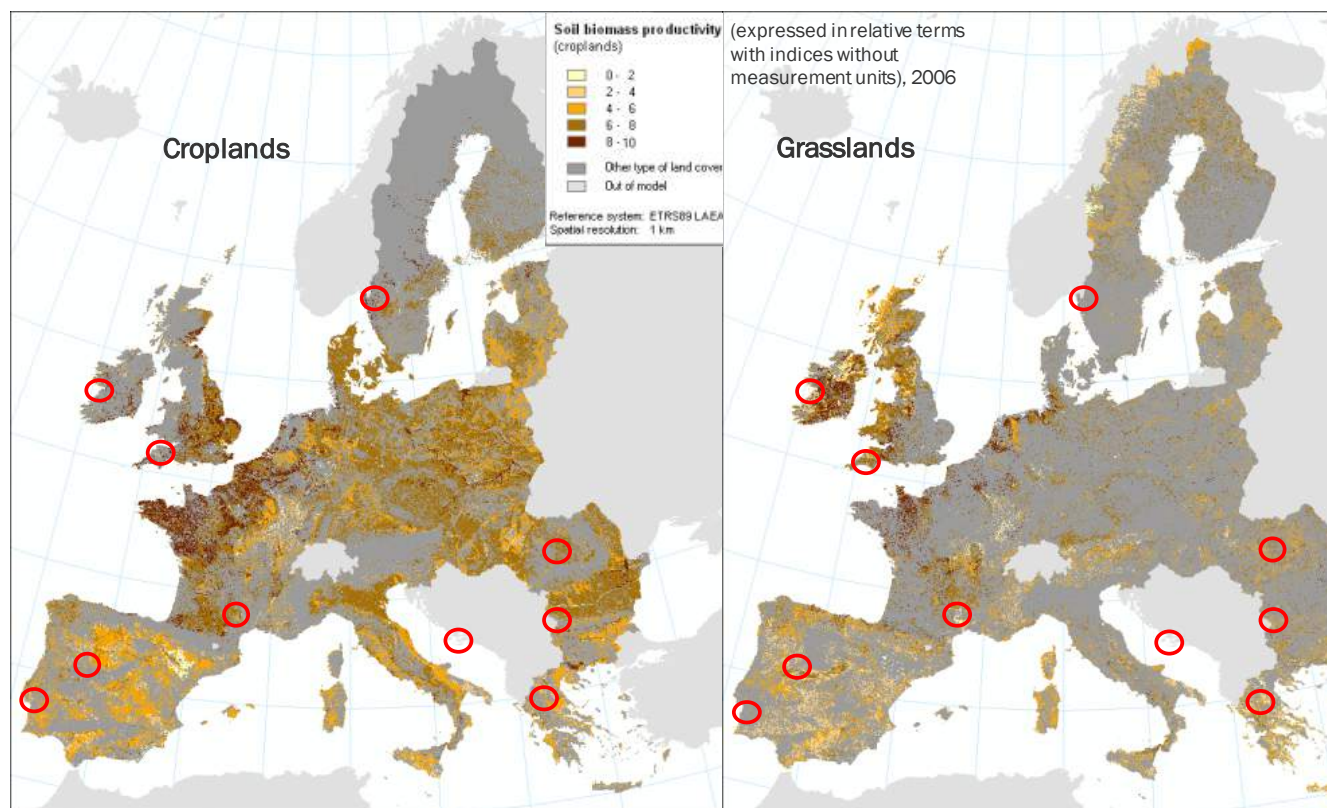 Soil biomass productivity
(croplands)
0 - 2
2 - 4
4 - 6
6 - 8
8 - 10
Other type of land cover
Out of model
Reference system: ETRS89 LAEA
Spatial resolution: 1 km
(expressed in relative terms
with indices without
measurement units), 2006
Croplands
Grasslands